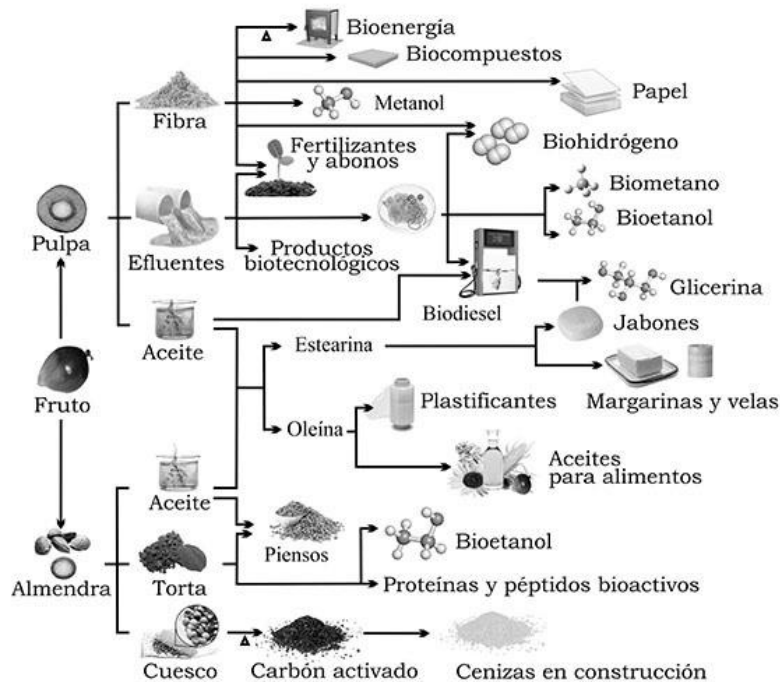 Bioenergía
Δ
Biocompuestos
Papel
Fibra
Metanol
Biohidrógeno
Fertilizantes
y abonos
Biometano
Bioetanol
Pulpa
Efluentes
Productos
biotecnológicos
Glicerina
Biodiesel
Jabones
Aceite
Estearina
Margarinas y velas
Fruto
Plastificantes
Oleína
Aceites
para alimentos
Aceite
Bioetanol
Piensos
Almendra
Torta
Proteínas y péptidos bioactivos
Δ
Cuesco
Carbón activado
Cenizas en construcción